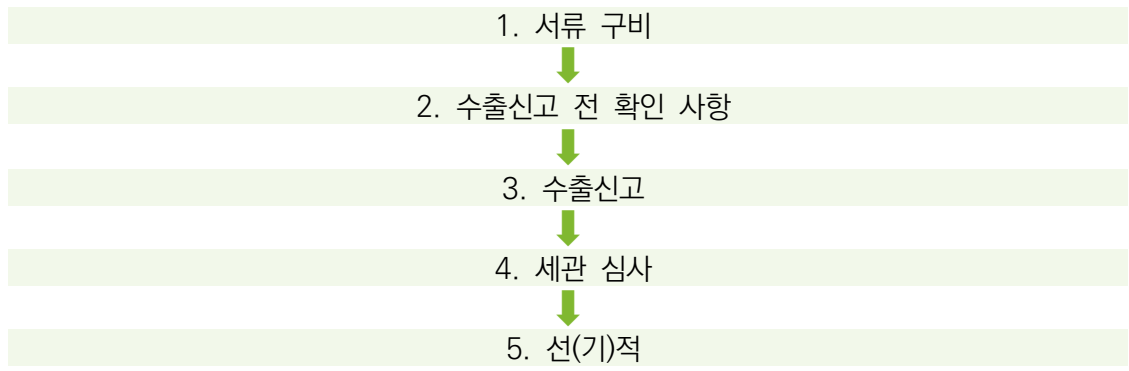 1. 서류 구비
2. 수출신고 전 확인 사항
3. 수출신고
4. 세관 심사
5. 선(기)적